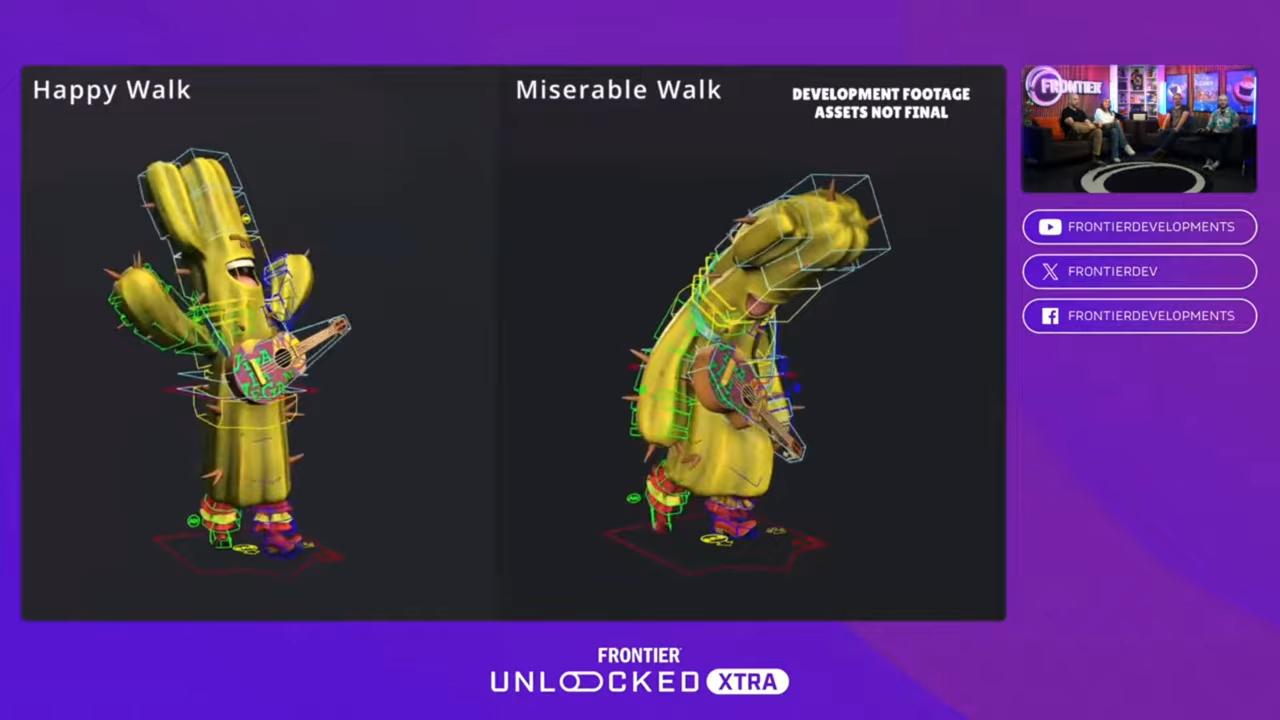 Happy Walk
Miserable Walk
DEVELOPMENT FOOTAGE
ASSETS NOT FINAL
FRONTIER
FRONTIERDEVELOPMENTS
FRONTIERDEV
FRONTIERDEVELOPMENTS
FRONTIER
UNLOCKED XTRA